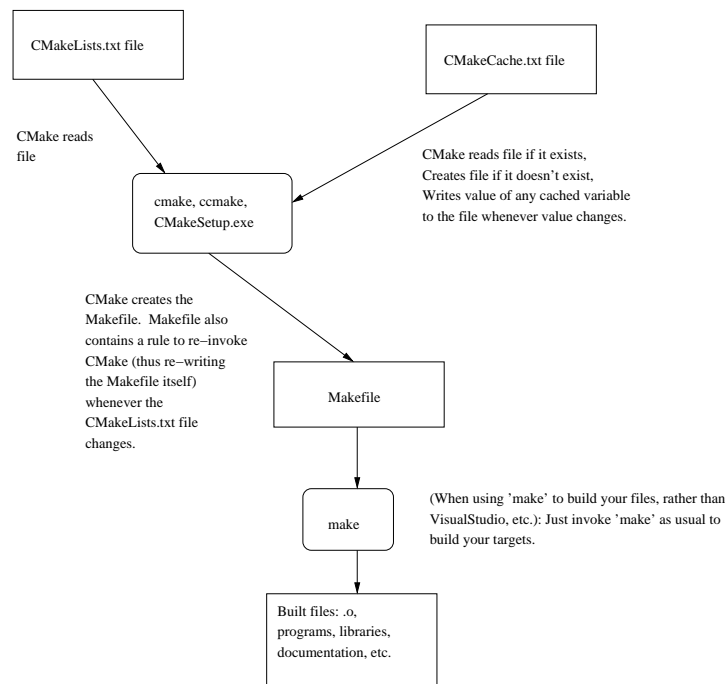 CMakeLists.txt file
CMakeCache.txt file
CMake reads
file
CMake reads file if it exists,
Creates file if it doesn't exist,
Writes value of any cached variable
to the file whenever value changes.
cmake, ccmake,
CMakeSetup.exe
CMake creates the
Makefile.  Makefile also
contains a rule to re−invoke
CMake (thus re−writing
the Makefile itself)
whenever the
CMakeLists.txt file
changes.
Makefile
make
(When using ’make’ to build your files, rather than
VisualStudio, etc.): Just invoke ’make’ as usual to
build your targets.
Built files: .o,
programs, libraries,
documentation, etc.